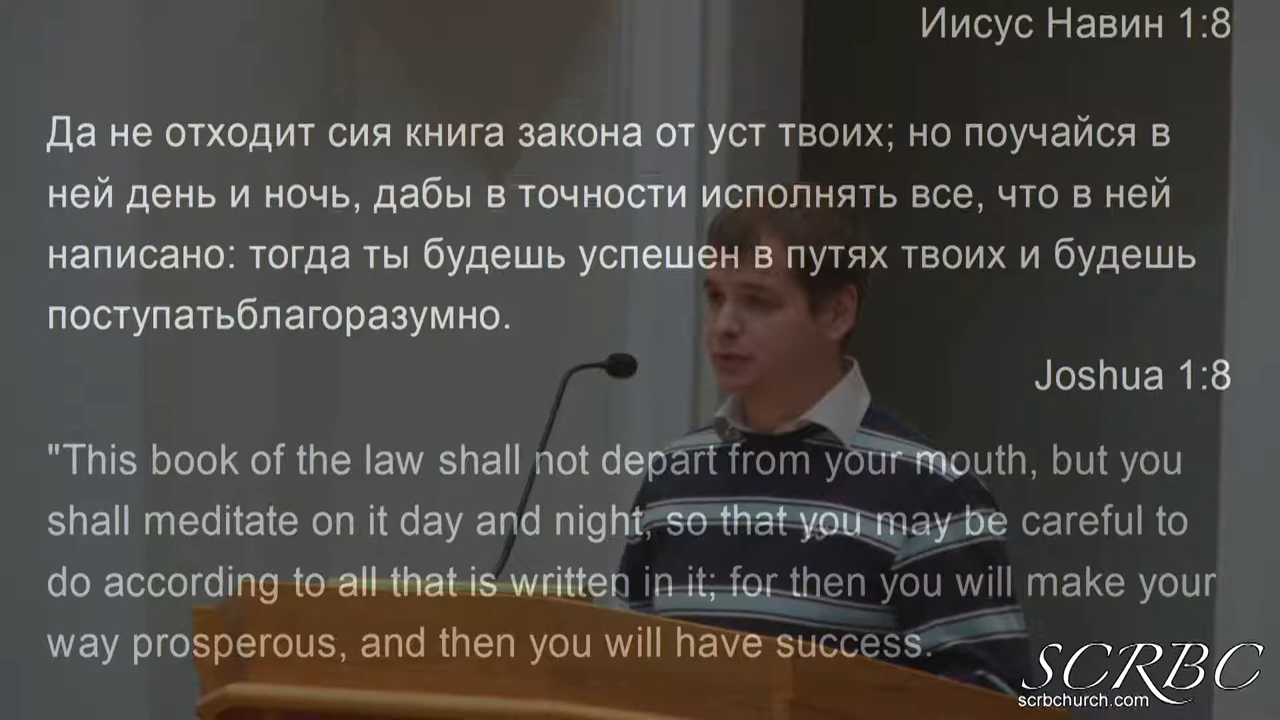 Иисус Навин 1:8
Да не отходит сия книга закона от уст твоих; но поучайся в
ней день и ночь, дабы в точности исполнять все, что в ней
написано: тогда ты будешь успешен в путях твоих и будешь
поступатьблагоразумно.
Joshua 1:8
"This book of the law shall not depart from your mouth, but you
shall meditate on it day and night, so that you may be careful to
do according to all that is written in it; for then you will make your
way prosperous, and then you will have success.
SCRBC
scrbchurch.com